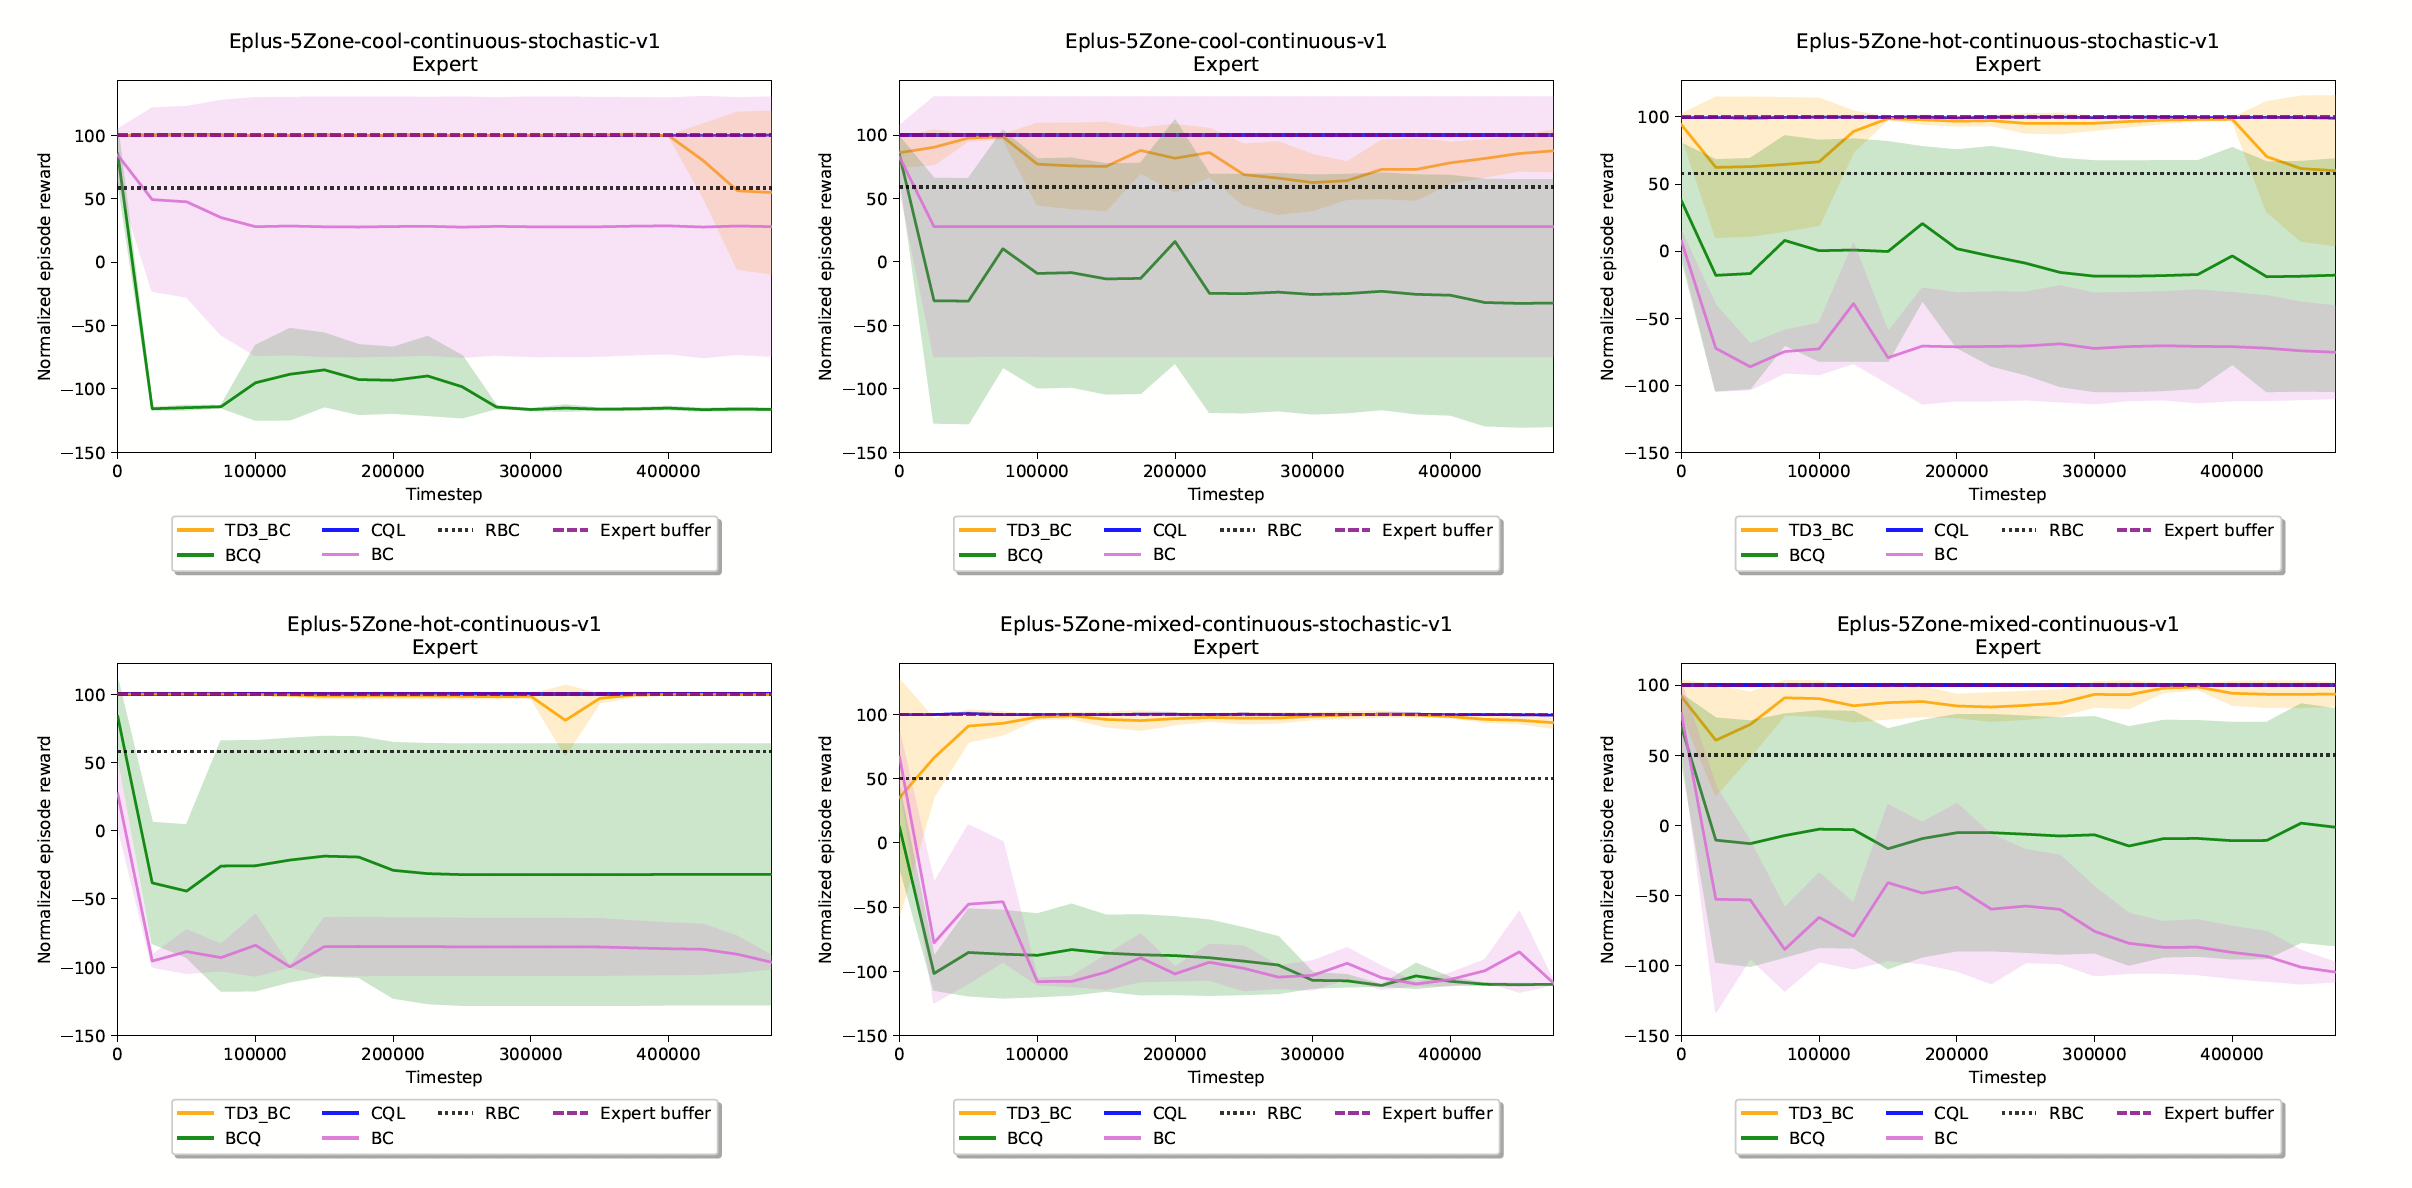 Eplus-5Zone-cool-continuous-stochastic-v1
Expert
Normalized episode reward
100
50
0
−50
−100
−150
0 100000 200000 300000 400000
Timestep
TD3_BC CQL RBC Expert buffer
BCQ BC
Eplus-5Zone-cool-continuous-v1
Expert
Normalized episode reward
100
50
0
−50
−100
−150
0 100000 200000 300000 400000
Timestep
TD3_BC CQL RBC Expert buffer
BCQ BC
Eplus-5Zone-hot-continuous-stochastic-v1
Expert
Normalized episode reward
100
50
0
−50
−100
−150
0 100000 200000 300000 400000
Timestep
TD3_BC CQL RBC Expert buffer
BCQ BC
Eplus-5Zone-hot-continuous-v1
Expert
Normalized episode reward
100
50
0
−50
−100
−150
0 100000 200000 300000 400000
Timestep
TD3_BC CQL RBC Expert buffer
BCQ BC
Eplus-5Zone-mixed-continuous-stochastic-v1
Expert
Normalized episode reward
100
50
0
−50
−100
−150
0 100000 200000 300000 400000
Timestep
TD3_BC CQL RBC Expert buffer
BCQ BC
Eplus-5Zone-mixed-continuous-v1
Expert
Normalized episode reward
100
50
0
−50
−100
−150
0 100000 200000 300000 400000
Timestep
TD3_BC CQL RBC Expert buffer
BCQ BC